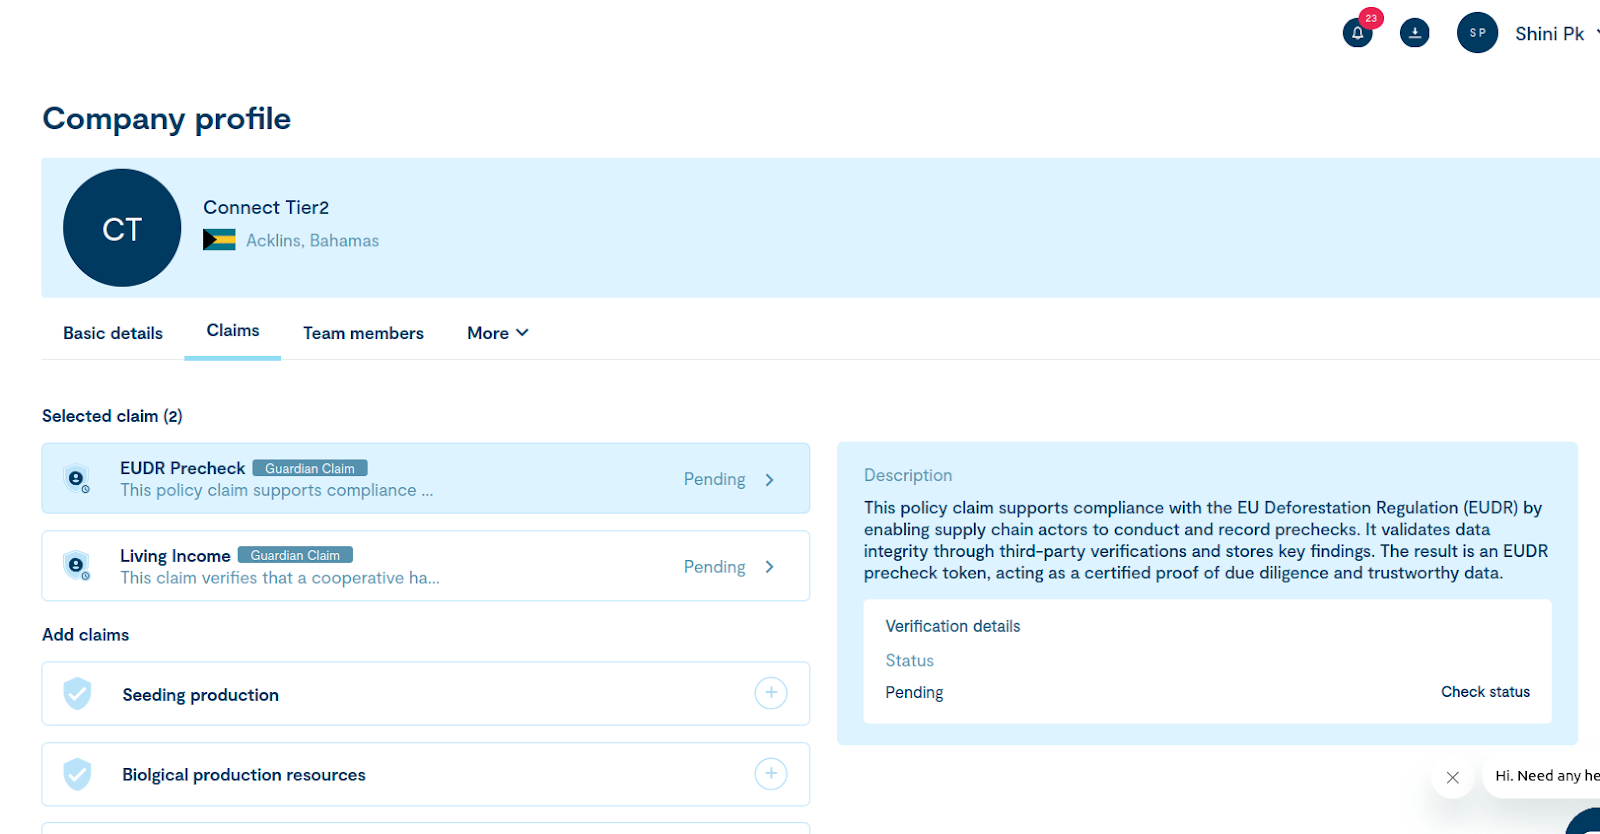 23
SP
Shini Pk
Company profile
CT
Connect Tier2
Acklins, Bahamas
Basic details
Claims
Team members
More
Selected claim (2)
EUDR Precheck Guardian Claim
This policy claim supports compliance ...
Pending
Living Income Guardian Claim
This claim verifies that a cooperative ha...
Pending
Add claims
Seeding production
Biolgical production resources
Description
This policy claim supports compliance with the EU Deforestation Regulation (EUDR) by
enabling supply chain actors to conduct and record prechecks. It validates data
integrity through third-party verifications and stores key findings. The result is an EUDR
precheck token, acting as a certified proof of due diligence and trustworthy data.
Verification details
Status
Pending
Check status
Hi. Need any he